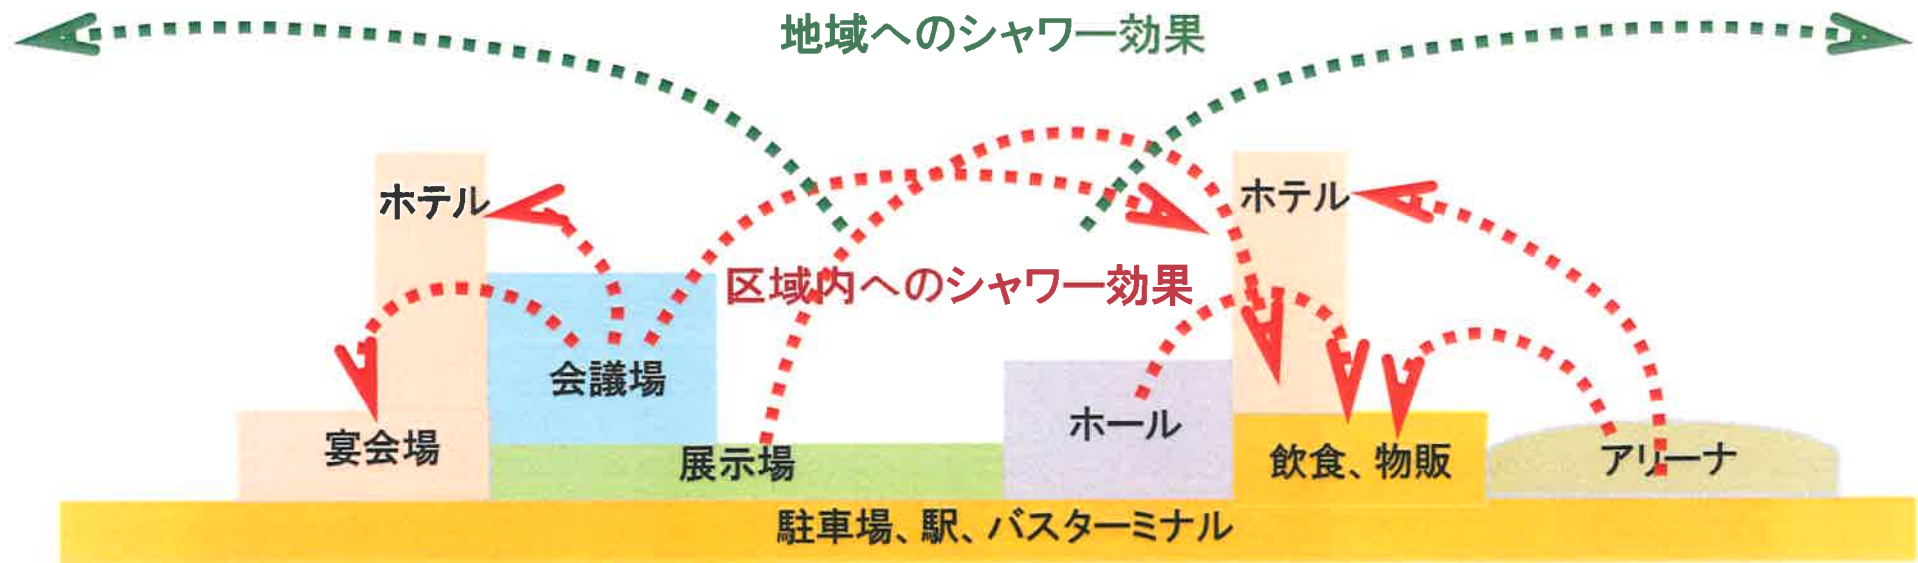 地域へのシャワー効果
ホテル
ホテル
区域内へのシャワー効果
会議場
ホール
宴会場
展示場
飲食、物販
アリーナ
駐車場、駅、バスターミナル